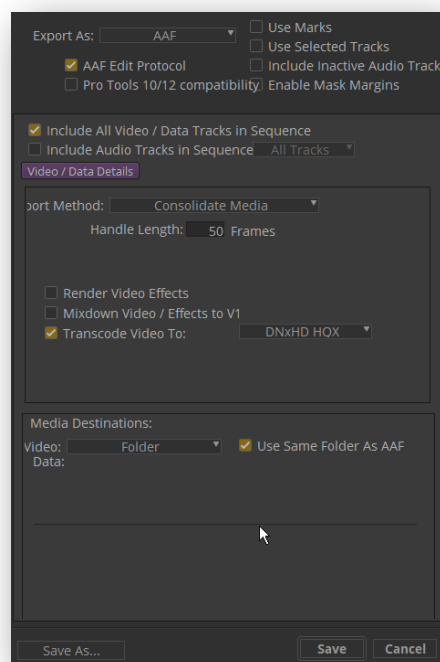 Export As: AAF
Use Marks
Use Selected Tracks
AAF Edit Protocol
Include Inactive Audio Track
Pro Tools 10/12 compatibility
Enable Mask Margins
Include All Video / Data Tracks in Sequence
Include Audio Tracks in Sequence All Tracks
Video / Data Details
port Method: Consolidate Media
Handle Length: 50 Frames
Render Video Effects
Mixdown Video / Effects to V1
Transcode Video To: DNxHD HQX
Media Destinations:
Video: Folder Use Same Folder As AAF
Data:
Save As...
Save Cancel